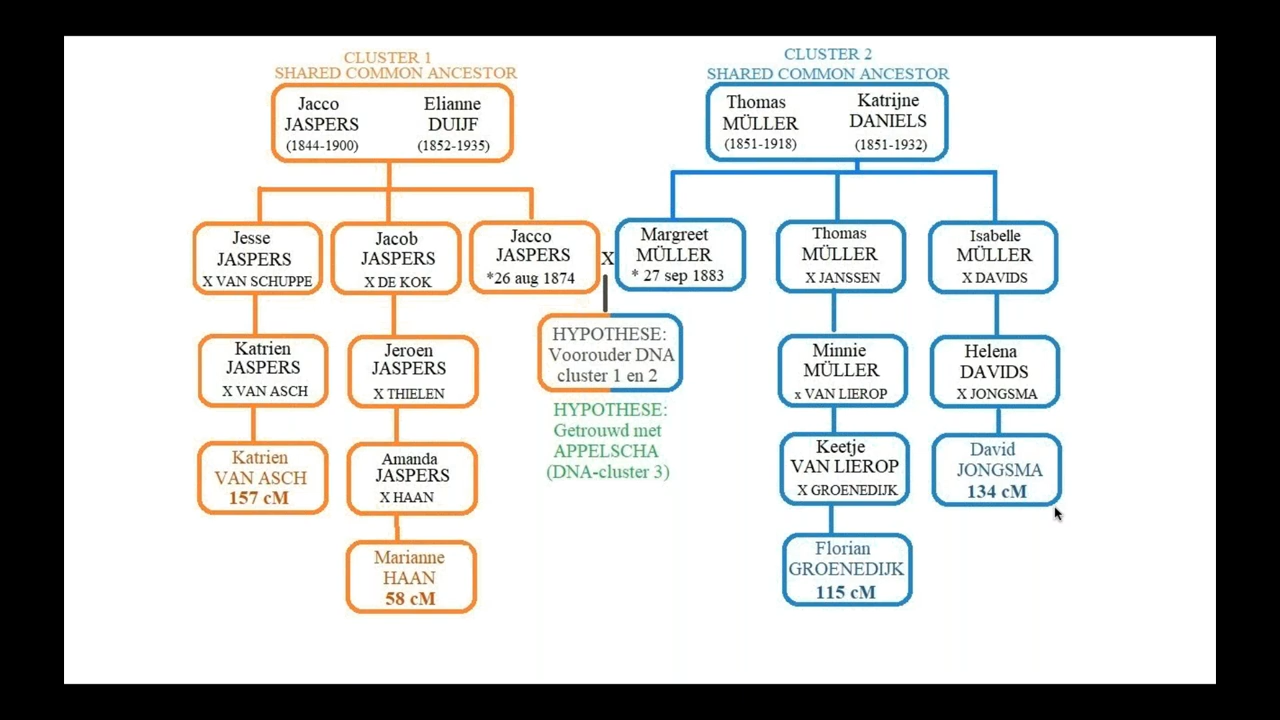 CLUSTER 1
SHARED COMMON ANCESTOR
Jacco
JASPERS
(1844-1900)
Elianne
DUIJF
(1852-1935)
CLUSTER 2
SHARED COMMON ANCESTOR
Thomas
MÜLLER
(1851-1918)
Katrijne
DANIELS
(1851-1932)
Jesse
JASPERS
X VAN SCHUPPE
Jacob
JASPERS
X DE KOK
Jacco
JASPERS
*26 aug 1874
X
Margreet
MÜLLER
* 27 sep 1883
Thomas
MÜLLER
X JANSSEN
Isabelle
MÜLLER
X DAVIDS
Katrien
JASPERS
X VAN ASCH
Jeroen
JASPERS
X THIELEN
HYPOTHESE:
Voorouder DNA
cluster 1 en 2
HYPOTHESE:
Getrouwd met
APPELSCHA
(DNA-cluster 3)
Minnie
MÜLLER
x VAN LIEROP
Helena
DAVIDS
X JONGSMA
Katrien
VAN ASCH
157 cM
Amanda
JASPERS
X HAAN
Keetje
VAN LIEROP
X GROENEDIJK
David
JONGSMA
134 cM
Marianne
HAAN
58 cM
Florian
GROENEDIJK
115 cM